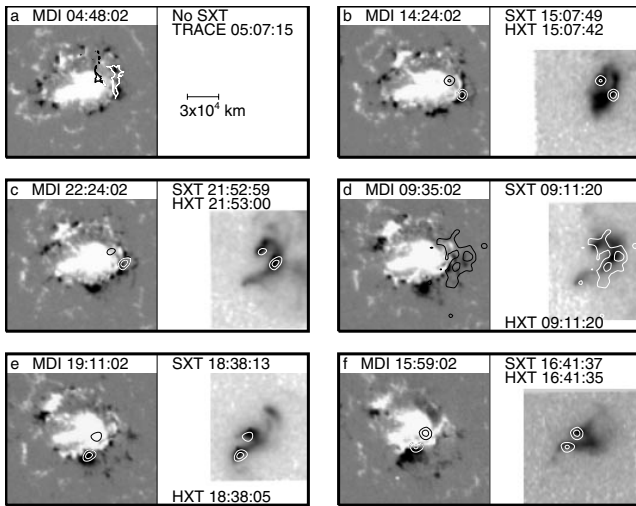 a MDI 04:48:02
No SXT
TRACE 05:07:15
3x10⁴ km
b MDI 14:24:02
SXT 15:07:49
HXT 15:07:42
c MDI 22:24:02
SXT 21:52:59
HXT 21:53:00
d MDI 09:35:02
SXT 09:11:20
HXT 09:11:20
e MDI 19:11:02
SXT 18:38:13
HXT 18:38:05
f MDI 15:59:02
SXT 16:41:37
HXT 16:41:35